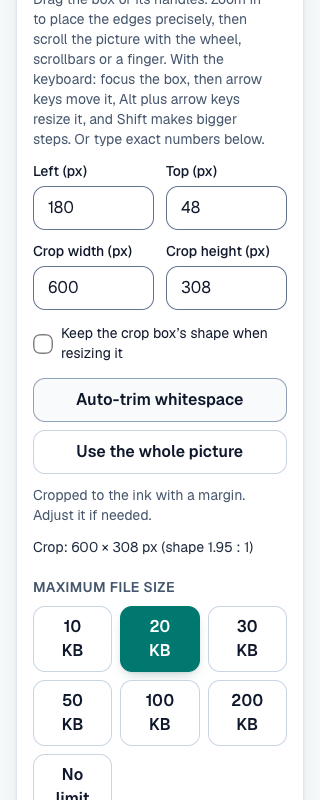 Drag the box or its handles. Zoom in
to place the edges precisely, then
scroll the picture with the wheel,
scrollbars or a finger. With the
keyboard: focus the box, then arrow
keys move it, Alt plus arrow keys
resize it, and Shift makes bigger
steps. Or type exact numbers below.
Left (px) Top (px)
180 48
Crop width (px) Crop height (px)
600 308
Keep the crop box’s shape when
resizing it
Auto-trim whitespace
Use the whole picture
Cropped to the ink with a margin.
Adjust it if needed.
Crop: 600 × 308 px (shape 1.95 : 1)
MAXIMUM FILE SIZE
10 20 30
KB KB KB
50 100 200
KB KB KB
No
limit